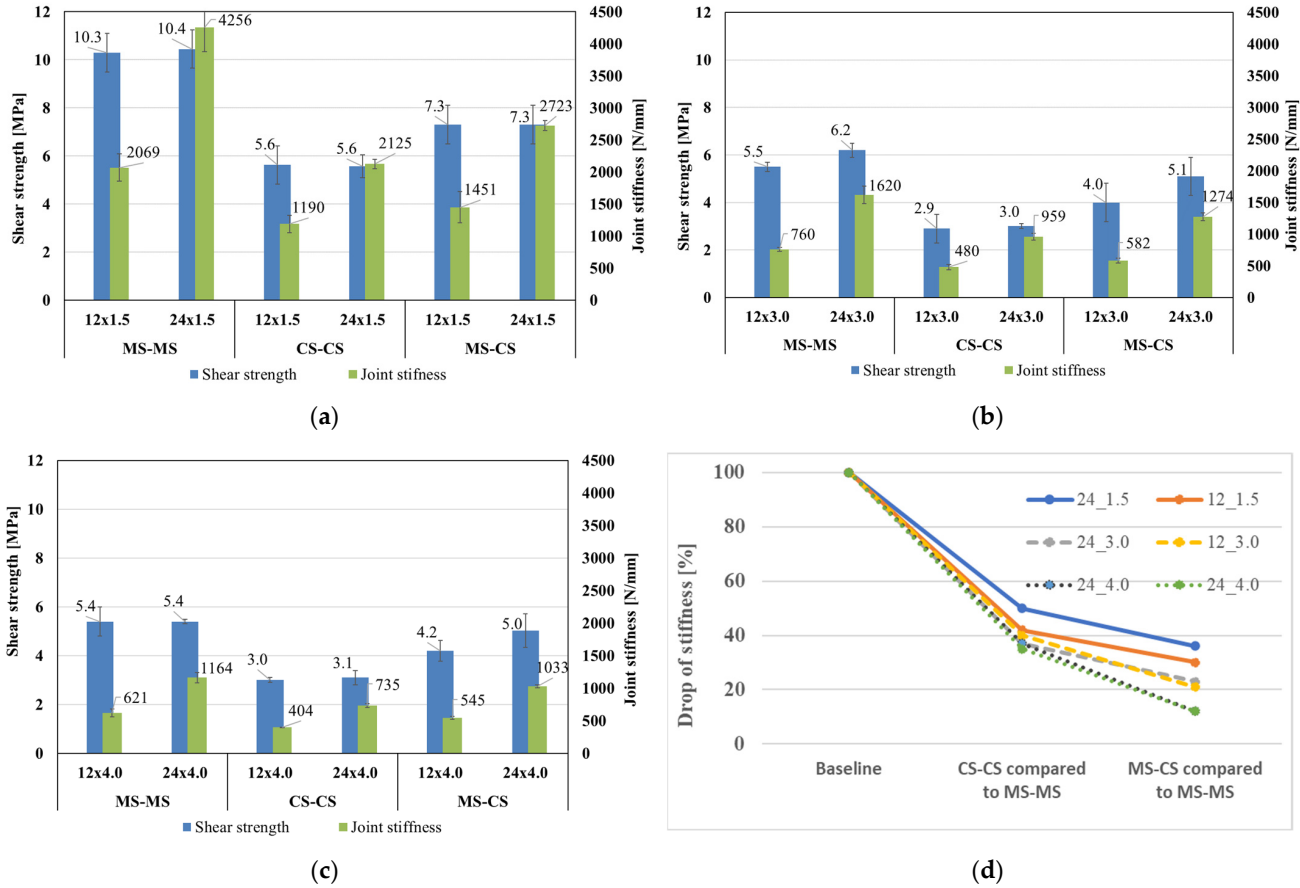 12 4500
10 4000
8 3500
6 3000
4 2500
2 2000
0 1500
1000
500
0
Shear strength [MPa]
Joint stiffness [N/mm]
10.3 2069 10.4 4256 5.6 1190 5.6 2125 7.3 1451 7.3 2723
12x1.5 24x1.5 12x1.5 24x1.5 12x1.5 24x1.5
MS-MS CS-CS MS-CS
Shear strength Joint stifness
(a)
12 4500
10 4000
8 3500
6 3000
4 2500
2 2000
0 1500
1000
500
0
Shear strength [MPa]
Joint stiffness [N/mm]
5.5 760 6.2 1620 2.9 480 3.0 959 4.0 582 5.1 1274
12x3.0 24x3.0 12x3.0 24x3.0 12x3.0 24x3.0
MS-MS CS-CS MS-CS
Shear strength Joint stiffness
(b)
12 4500
10 4000
8 3500
6 3000
4 2500
2 2000
0 1500
1000
500
0
Shear strength [MPa]
Joint stiffness [N/mm]
5.4 621 5.4 1164 3.0 404 3.1 735 4.2 545 5.0 1033
12x4.0 24x4.0 12x4.0 24x4.0 12x4.0 24x4.0
MS-MS CS-CS MS-CS
Shear strength Joint stiffness
(c)
100
80
60
40
20
0
Drop of stiffness [%]
24_1.5 12_1.5
24_3.0 12_3.0
24_4.0 24_4.0
Baseline CS-CS compared MS-CS compared
to MS-MS to MS-MS
(d)